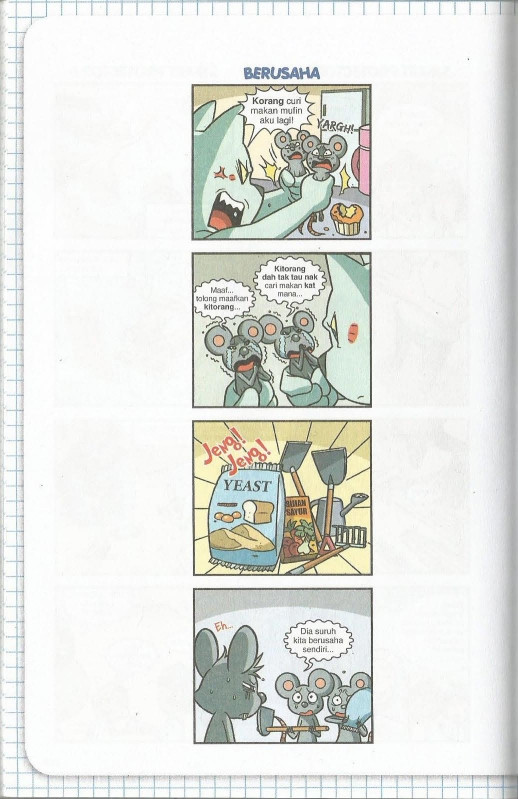 BERUSAHA
Korang curi
makan mufin
aku lagi!
YARGH!
Maaf...
tolong maafkan
kitorang...
Kitorang
dah tak tau nak
cari makan kat
mana...
Jeng!
Jeng!
YEAST
BIJIAN
SAYUR
Eh...
Dia suruh
kita berusaha
sendiri...